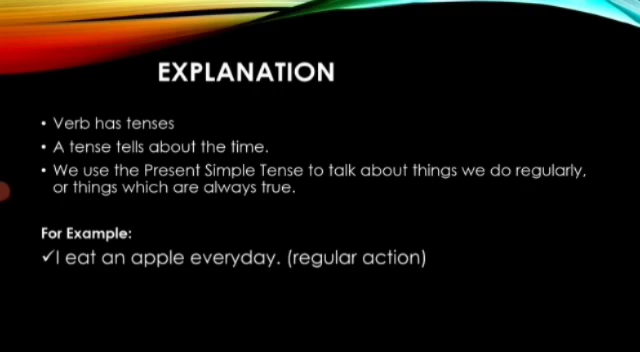 EXPLANATION
• Verb has tenses
• A tense tells about the time.
• We use the Present Simple Tense to talk about things we do regularly,
or things which are always true.
For Example:
✓I eat an apple everyday. (regular action)